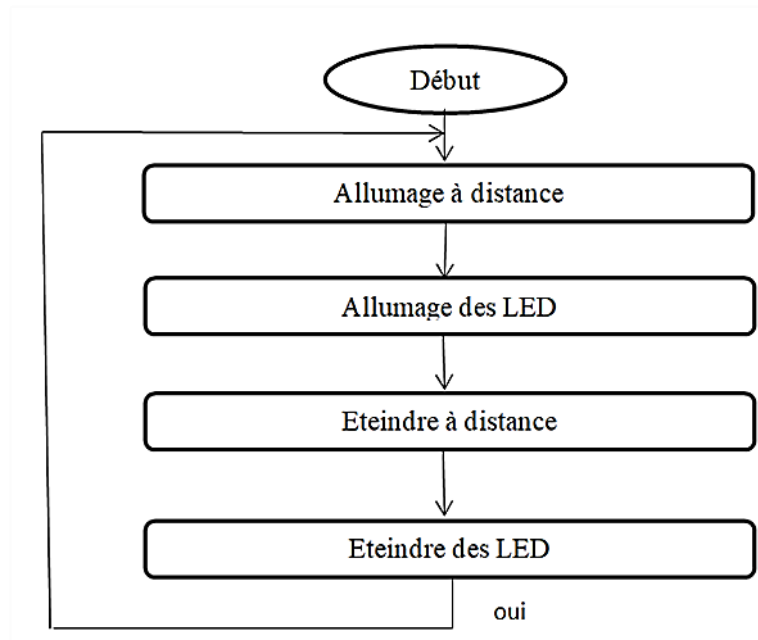 Début
Allumage à distance
Allumage des LED
Eteindre à distance
Eteindre des LED
oui